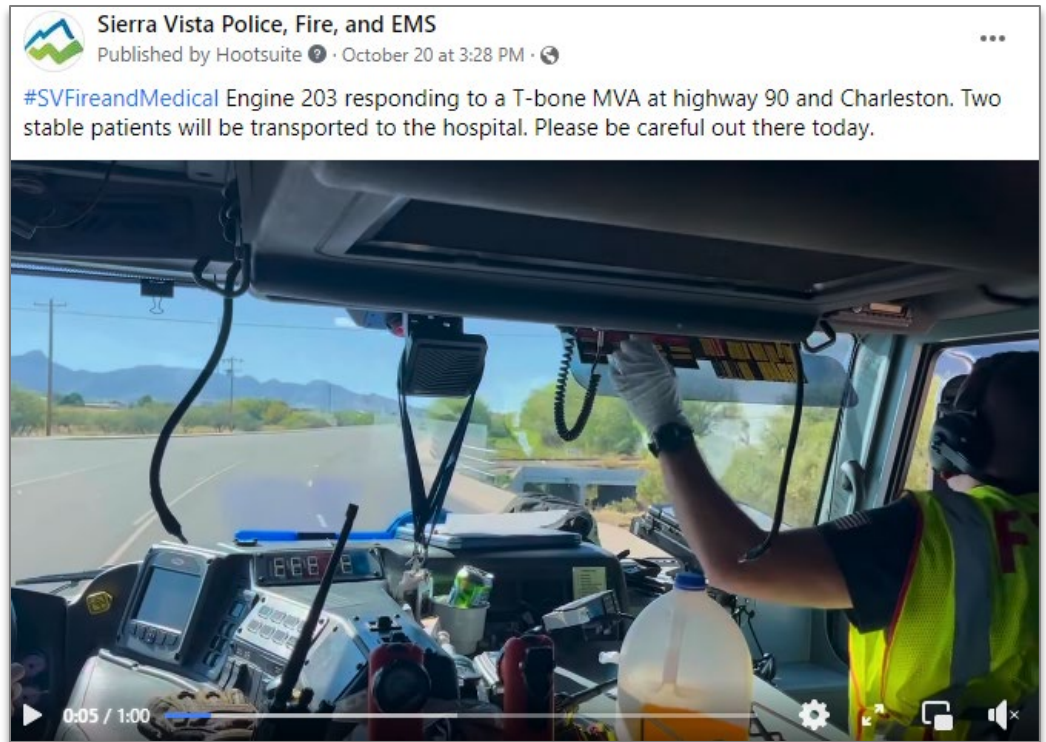 Sierra Vista Police, Fire, and EMS
Published by Hootsuite ? · October 20 at 3:28 PM ·
#SVFireandMedical Engine 203 responding to a T-bone MVA at highway 90 and Charleston. Two
stable patients will be transported to the hospital. Please be careful out there today.
F
0:05 / 1:00